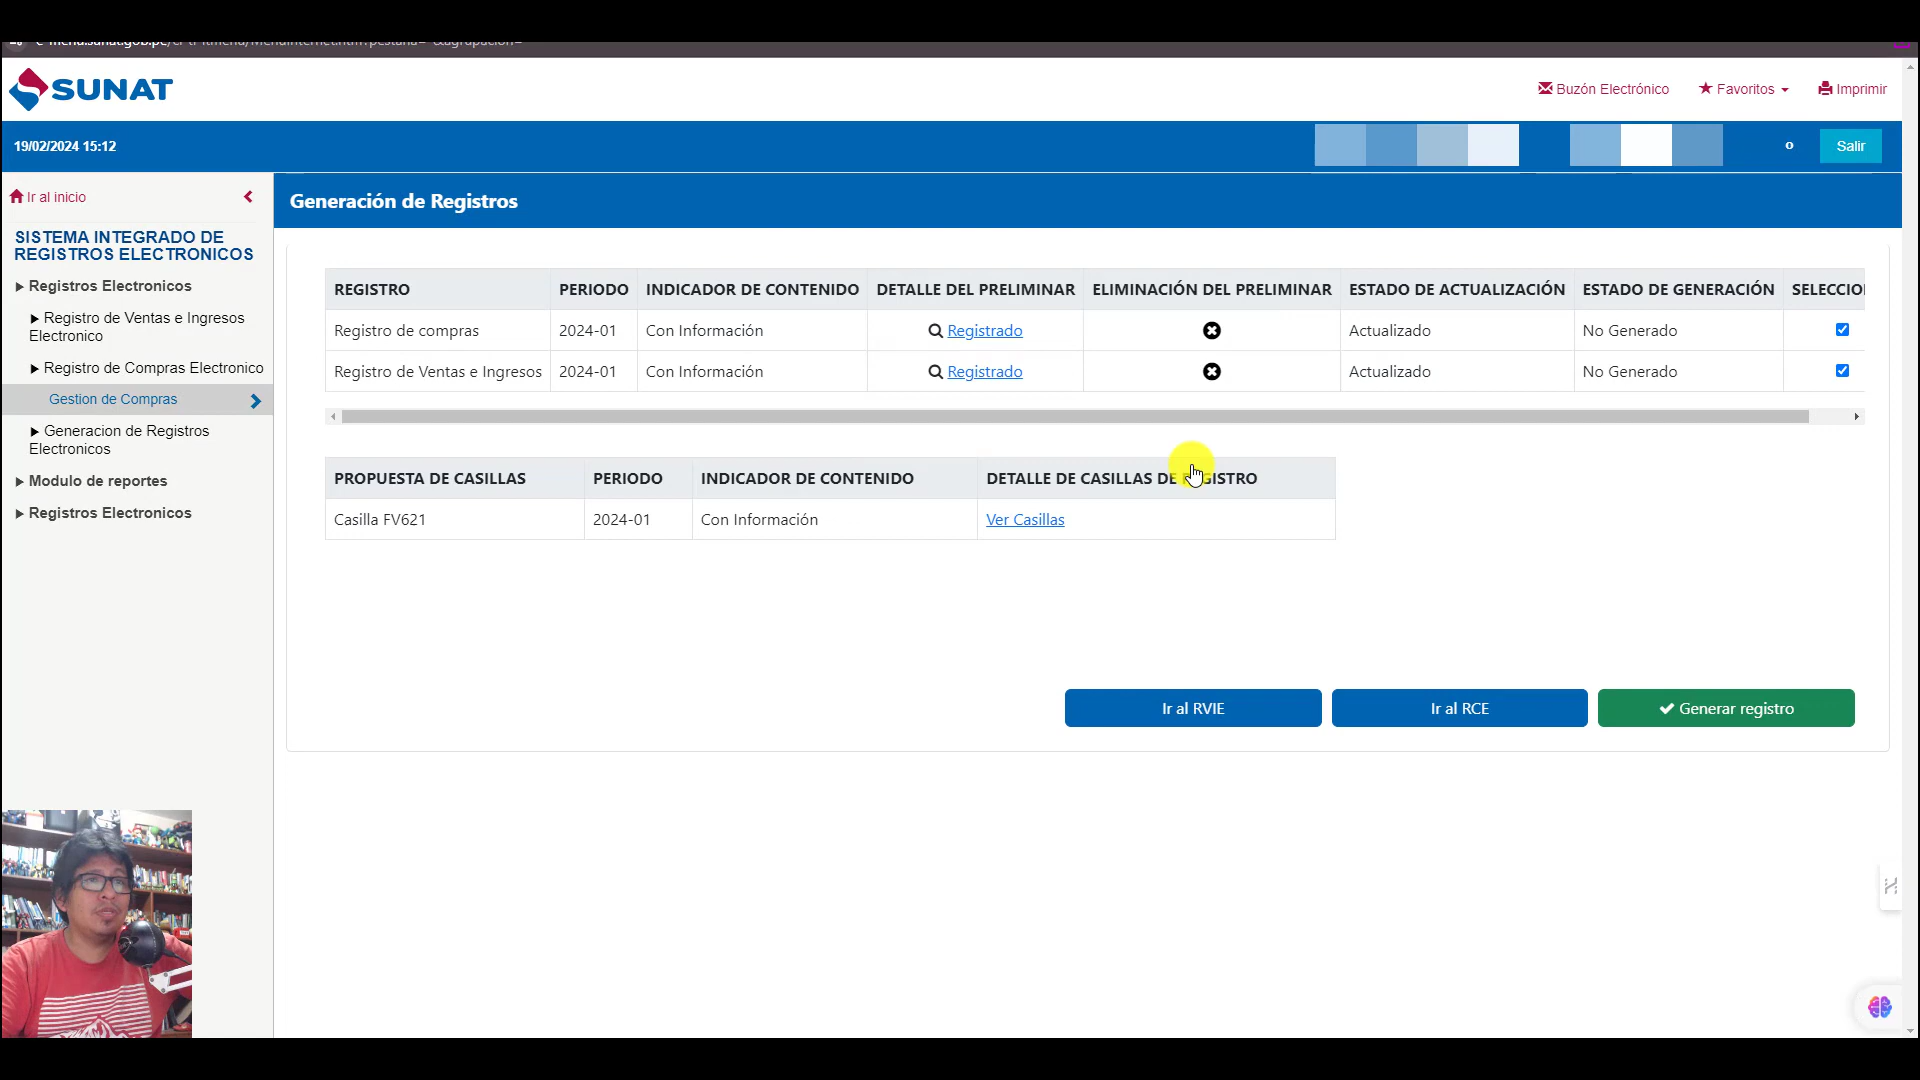 SUNAT
Buzón Electrónico
Favoritos
Imprimir
19/02/2024 15:12
o
Salir
Ir al inicio
SISTEMA INTEGRADO DE
REGISTROS ELECTRONICOS
Registros Electronicos
Registro de Ventas e Ingresos
Electronico
Registro de Compras Electronico
Gestion de Compras
Generacion de Registros
Electronicos
Modulo de reportes
Registros Electronicos
Generación de Registros
REGISTRO PERIODO INDICADOR DE CONTENIDO DETALLE DEL PRELIMINAR ELIMINACIÓN DEL PRELIMINAR ESTADO DE ACTUALIZACIÓN ESTADO DE GENERACIÓN SELECCIO
Registro de compras 2024-01 Con Información Registrado Actualizado No Generado
Registro de Ventas e Ingresos 2024-01 Con Información Registrado Actualizado No Generado
PROPUESTA DE CASILLAS PERIODO INDICADOR DE CONTENIDO DETALLE DE CASILLAS DE REGISTRO
Casilla FV621 2024-01 Con Información Ver Casillas
Ir al RVIE
Ir al RCE
Generar registro